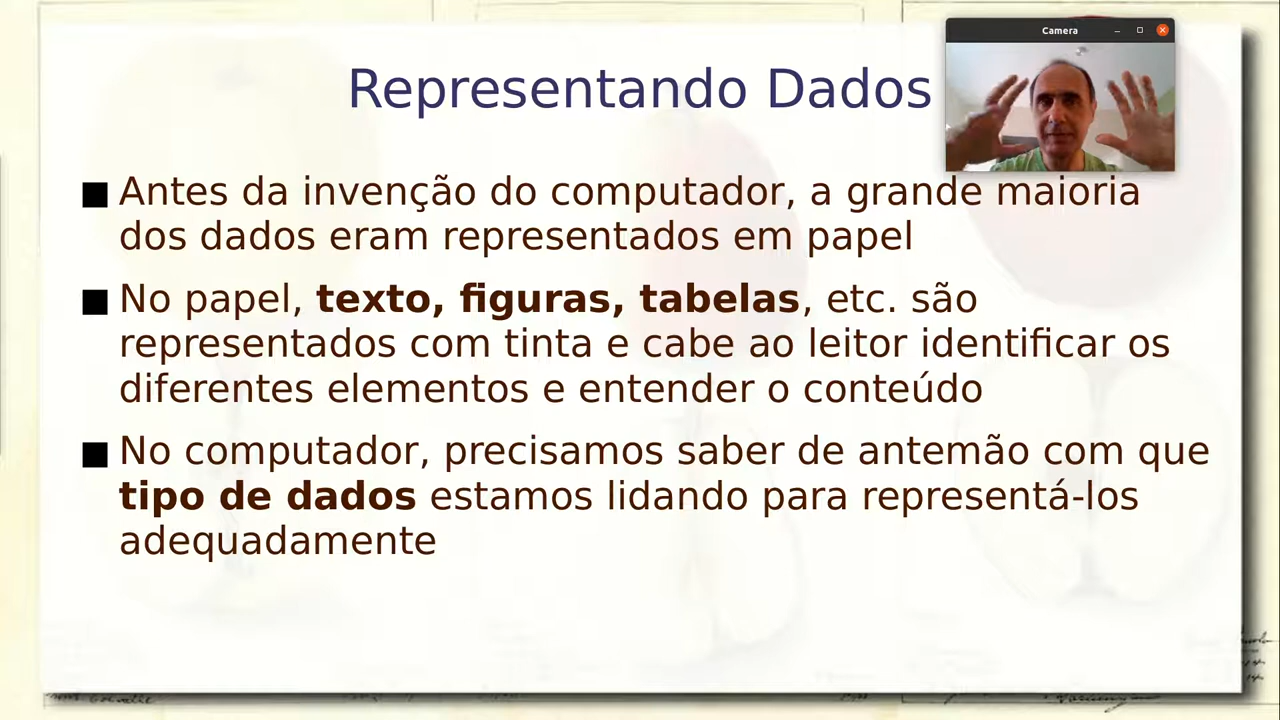 Camera
Representando Dados
Antes da invenção do computador, a grande maioria
dos dados eram representados em papel
No papel, texto, figuras, tabelas, etc. são
representados com tinta e cabe ao leitor identificar os
diferentes elementos e entender o conteúdo
No computador, precisamos saber de antemão com que
tipo de dados estamos lidando para representá-los
adequadamente